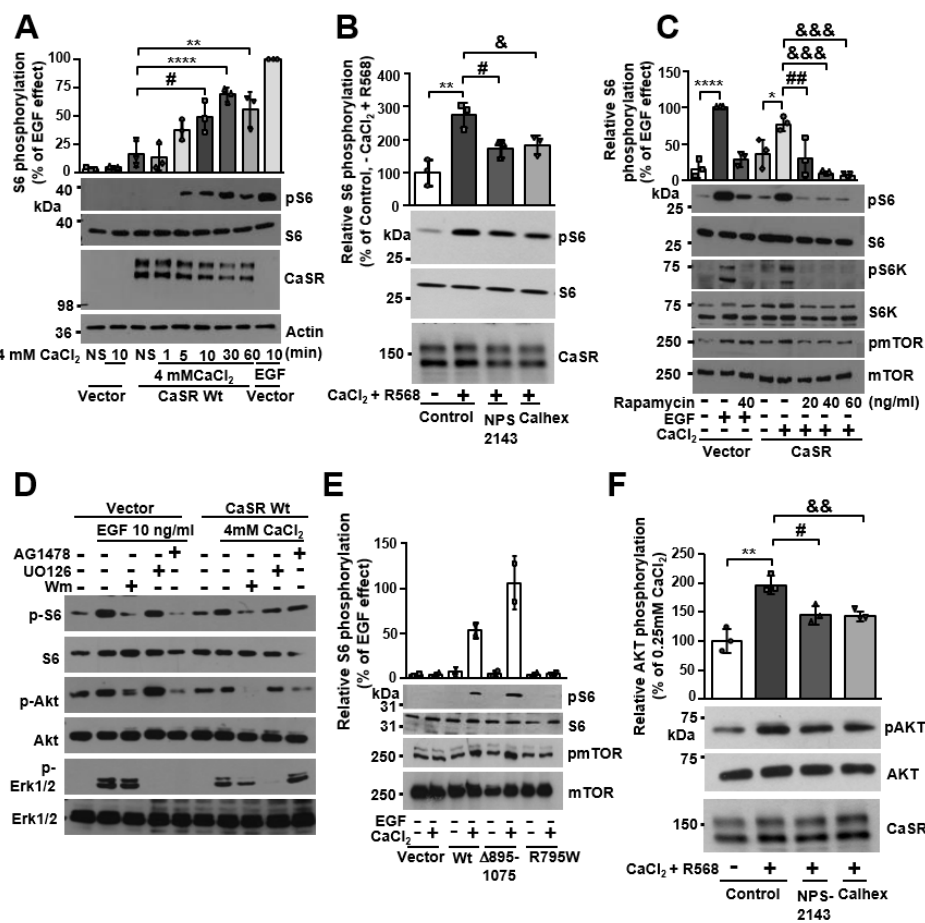 A
S6 phosphorylation
(% of EGF effect)
100
75
50
25
0
**
****
#
40
kDa
pS6
40
S6
CaSR
98
36
Actin
4 mM CaCl2 NS 10 NS 1 5 10 30 60 10 (min)
4 mMCaCl2 EGF
Vector CaSR Wt Vector
B
Relative S6 phosphorylation
(% of Control, - CaCl2 + R568)
400
300
200
100
0
&
#
**
kDa
25
pS6
25
S6
150
CaSR
CaCl2 + R568 - + + +
Control NPS Calhex
2143
C
Relative S6
phosphorylation
(% of EGF effect)
100
50
0
&&&
&&&
##
****
*
kDa
25
pS6
25
S6
75
pS6K
75
S6K
250
pmTOR
250
mTOR
Rapamycin - - 40 - - 20 40 60 (ng/ml)
EGF - + + - - - - -
CaCl2 - - - - + + + +
Vector CaSR
D
Vector CaSR Wt
EGF 10 ng/ml 4mM CaCl2
AG1478 - - - - + - - - - +
UO126 - - - + - - - - + -
Wm - - + - - - - + - -
p-S6
S6
p-Akt
Akt
p-
Erk1/2
Erk1/2
E
Relative S6 phosphorylation
(% of EGF effect)
150
100
75
50
25
0
kDa
31
pS6
31
S6
250
pmTOR
250
mTOR
EGF
CaCl2 - + - + - + - +
Vector Wt Δ895- R795W
1075
F
Relative AKT phosphorylation
(% of 0.25mM CaCl2)
250
200
150
100
50
0
&&
#
**
75
kDa
pAKT
75
AKT
150
CaSR
CaCl2 + R568 - + + +
Control NPS- Calhex
2143